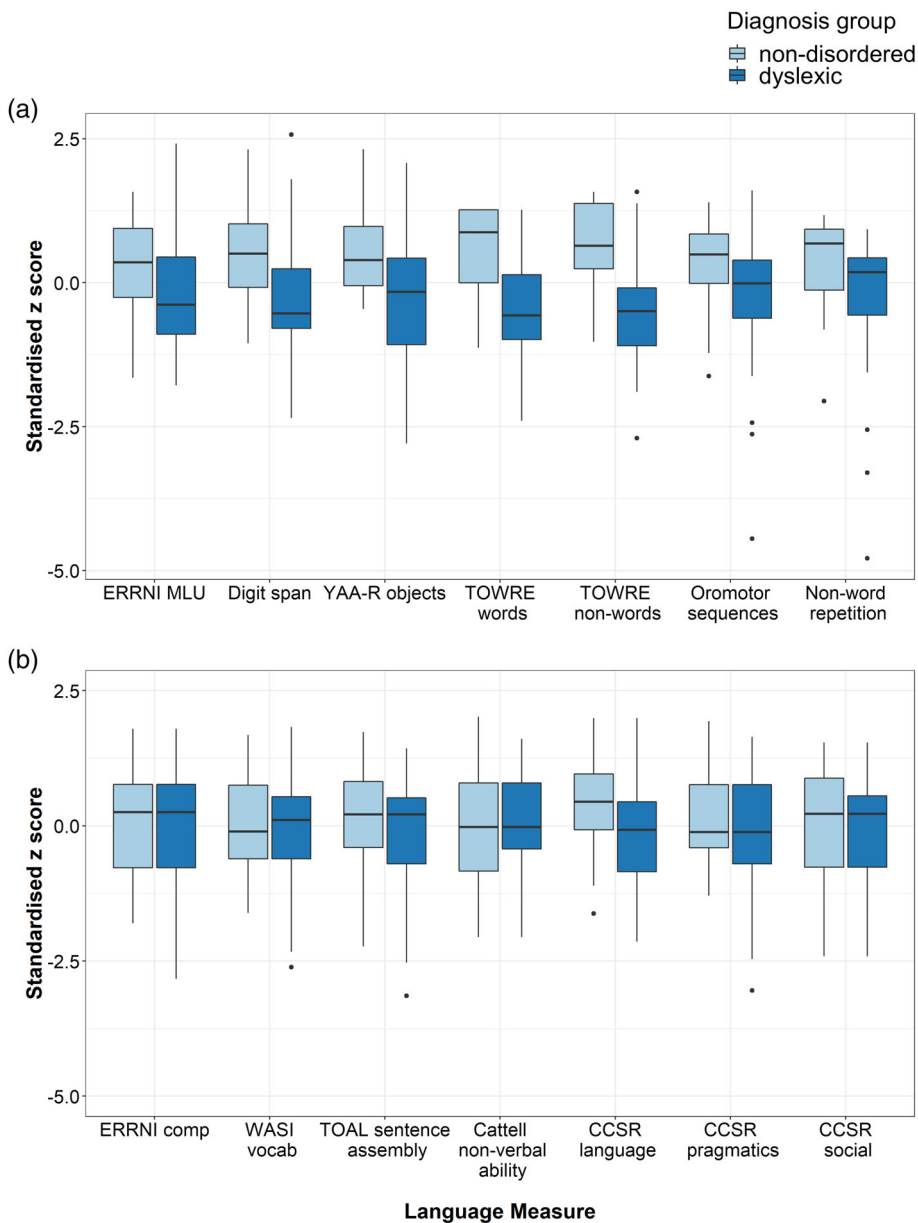 Diagnosis group
non-disordered
dyslexic
(a)
2.5
0.0
-2.5
-5.0
Standardised z score
ERRNI MLU
Digit span
YAA-R objects
TOWRE
words
TOWRE
non-words
Oromotor
sequences
Non-word
repetition
(b)
2.5
0.0
-2.5
-5.0
Standardised z score
ERRNI comp
WASI
vocab
TOAL sentence
assembly
Cattell
non-verbal
ability
CCSR
language
CCSR
pragmatics
CCSR
social
Language Measure